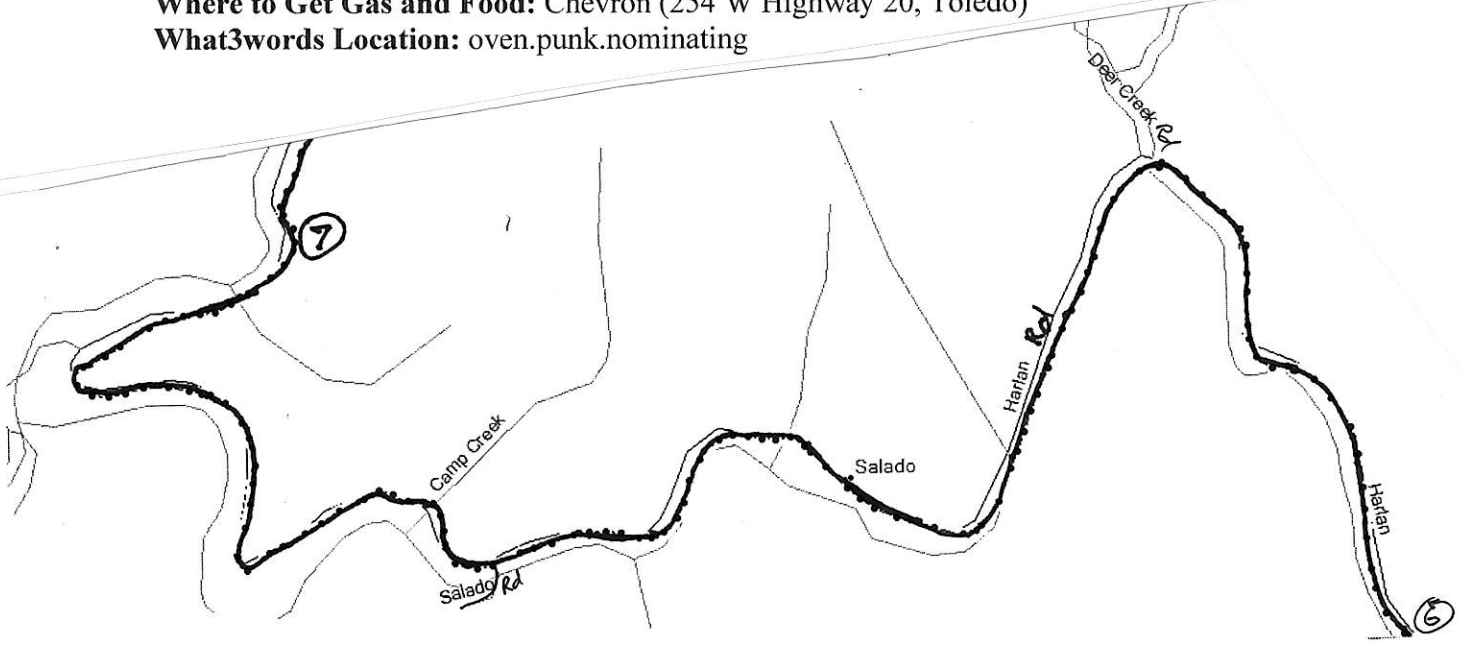 Where to Get Gas and Food: Chevron (234 W Highway 20, Toledo)
What3words Location: oven.punk.nominating
Deer Creek Rd
7
Harlan Rd
Camp Creek
Salado
Harlan
Salado Rd
6